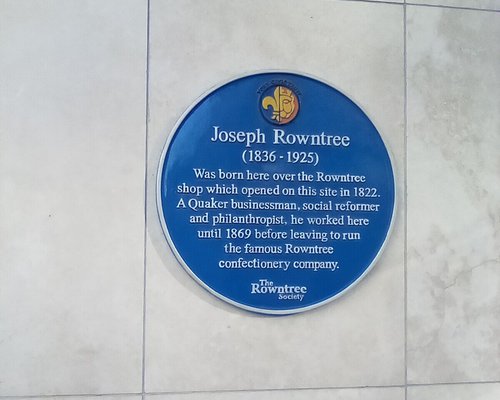 Joseph Rowntree
(1836 - 1925)
Was born here over the Rowntree
shop which opened on this site in 1822.
A Quaker businessman, social reformer
and philanthropist, he worked here
until 1869 before leaving to run
the famous Rowntree
confectionery company.
The
Rowntree
Society